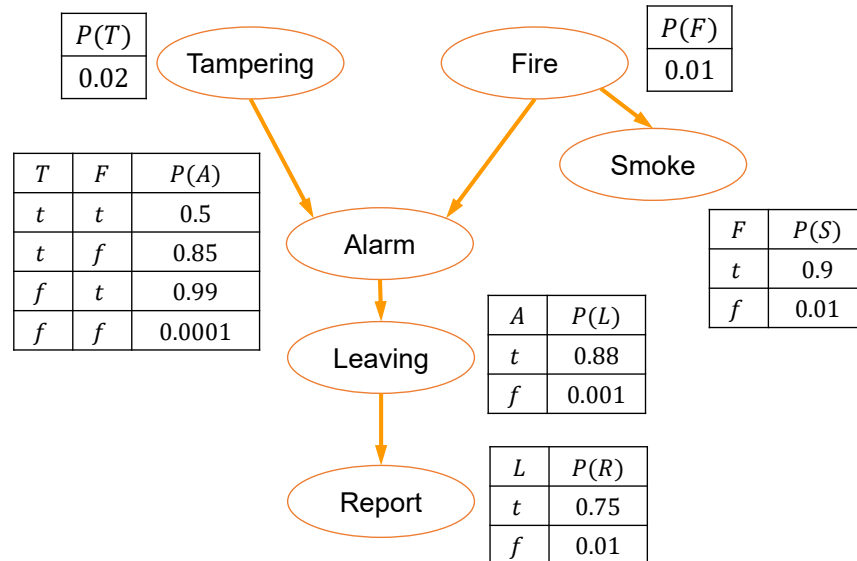 P(T)
0.02
Tampering
Fire
P(F)
0.01
Smoke
T F P(A)
t t 0.5
t f 0.85
f t 0.99
f f 0.0001
Alarm
F P(S)
t 0.9
f 0.01
Leaving
A P(L)
t 0.88
f 0.001
Report
L P(R)
t 0.75
f 0.01